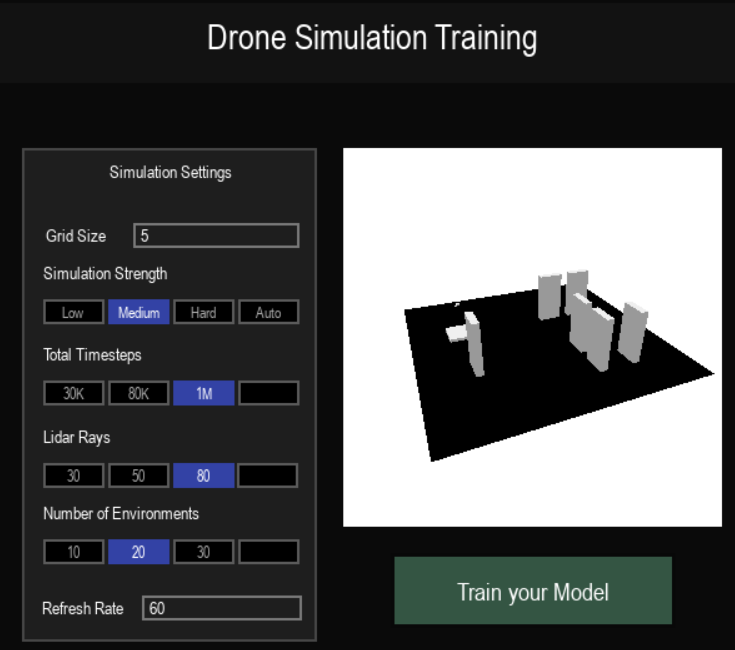 Drone Simulation Training
Simulation Settings
Grid Size 5
Simulation Strength
Low Medium Hard Auto
Total Timesteps
30K 80K 1M
Lidar Rays
30 50 80
Number of Environments
10 20 30
Refresh Rate 60
Train your Model